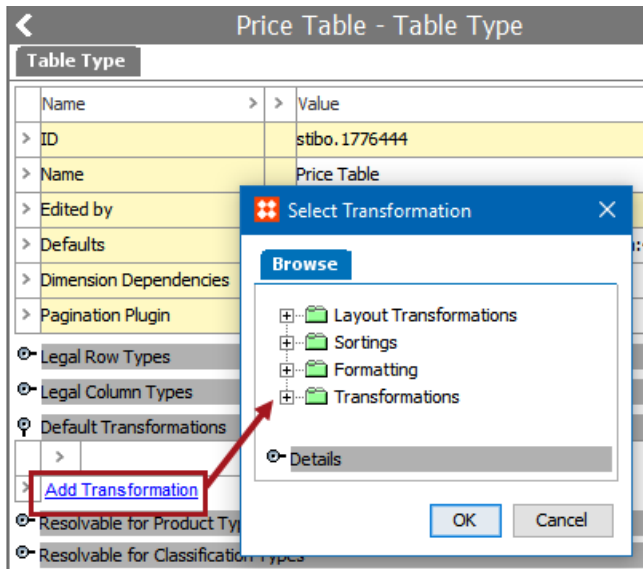 Price Table - Table Type
Table Type
Name > > Value
> ID stibo.1776444
> Name Price Table
> Edited by
> Defaults
> Dimension Dependencies
> Pagination Plugin
Legal Row Types
Legal Column Types
Default Transformations
>
> Add Transformation
Resolvable for Product Ty
Resolvable for Classification Types
Select Transformation
Browse
Layout Transformations
Sortings
Formatting
Transformations
Details
OK Cancel